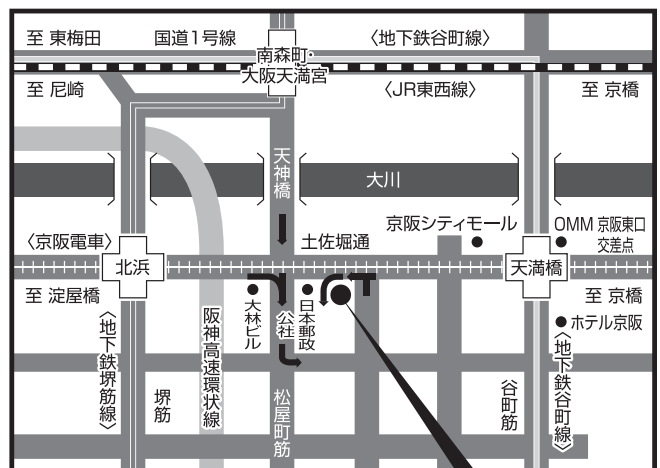 至 東梅田
国道1号線
〈地下鉄谷町線〉
南森町・
大阪天満宮
至 尼崎
〈JR東西線〉
至 京橋
天神橋
大川
京阪シティモール
OMM 京阪東口
交差点
〈京阪電車〉
土佐堀通
北浜
天満橋
至 淀屋橋
至 京橋
大林ビル
公社
日本郵政
ホテル京阪
〈地下鉄堺筋線〉
堺筋
阪神高速環状線
松屋町筋
谷町筋
〈地下鉄谷町線〉